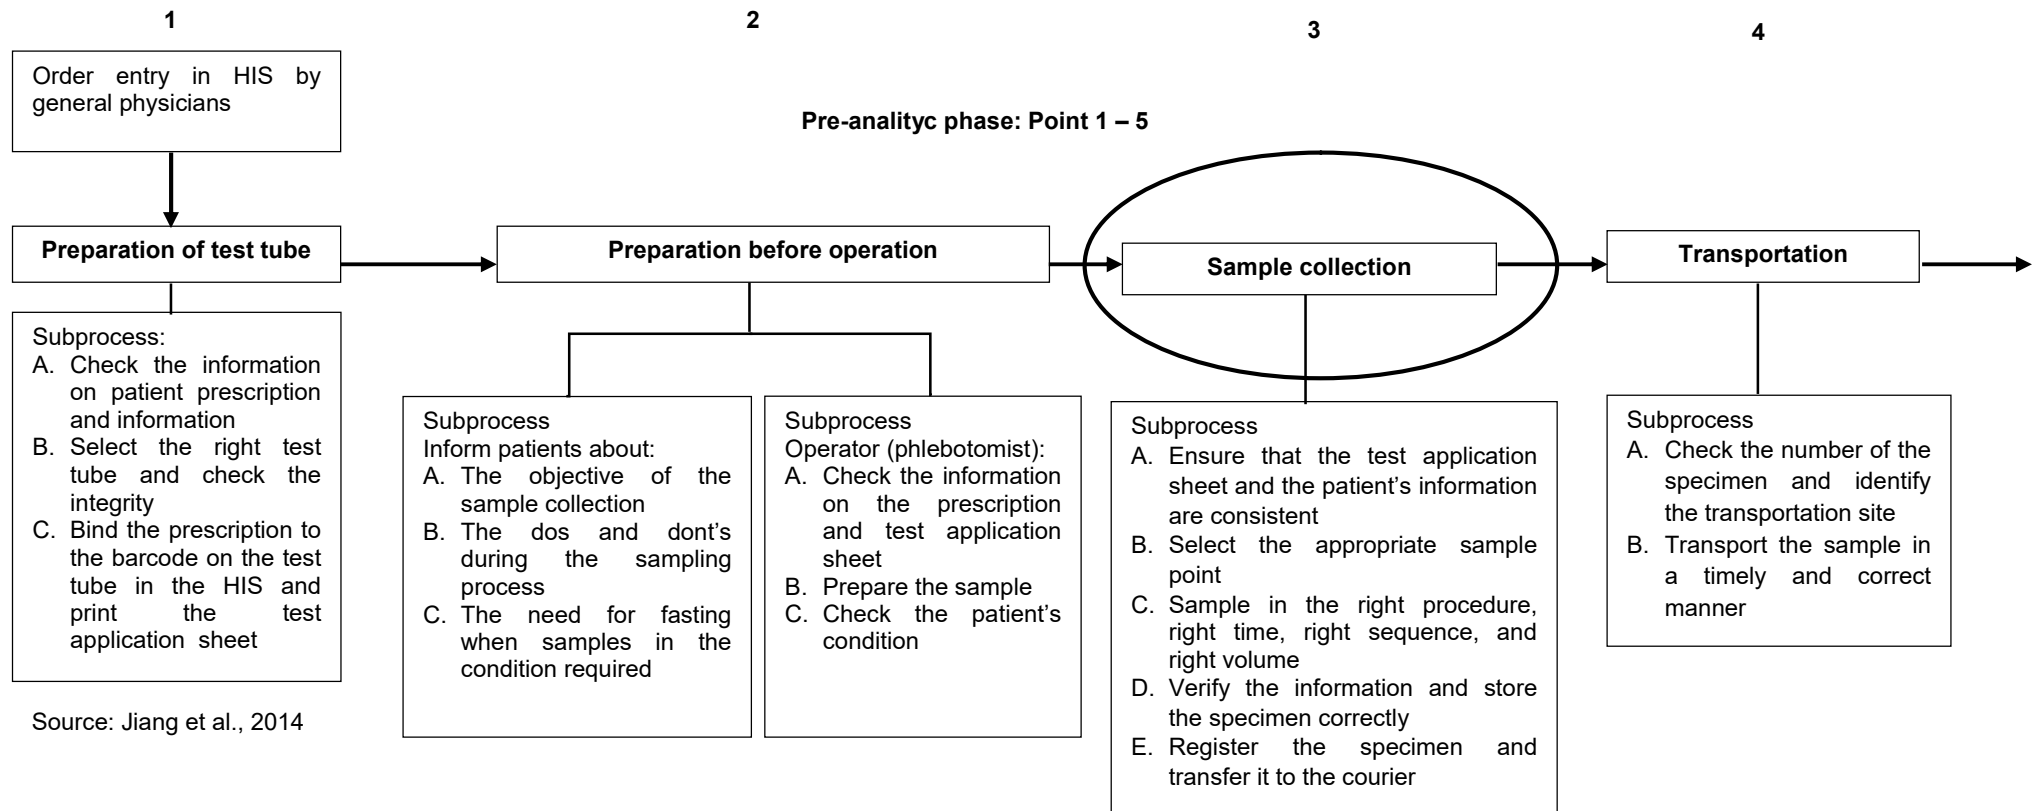 1
2
3
4
Order entry in HIS by
general physicians
Pre-analityc phase: Point 1 – 5
Preparation of test tube
Preparation before operation
Sample collection
Transportation
Subprocess:
A. Check the information
on patient prescription
and information
B. Select the right test
tube and check the
integrity
C. Bind the prescription to
the barcode on the test
tube in the HIS and
print the test
application sheet
Source: Jiang et al., 2014
Subprocess
Inform patients about:
A. The objective of the
sample collection
B. The dos and dont's
during the sampling
process
C. The need for fasting
when samples in the
condition required
Subprocess
Operator (phlebotomist):
A. Check the information
on the prescription
and test application
sheet
B. Prepare the sample
C. Check the patient's
condition
Subprocess
A. Ensure that the test application
sheet and the patient's information
are consistent
B. Select the appropriate sample
point
C. Sample in the right procedure,
right time, right sequence, and
right volume
D. Verify the information and store
the specimen correctly
E. Register the specimen and
transfer it to the courier
Subprocess
A. Check the number of the
specimen and identify
the transportation site
B. Transport the sample in
a timely and correct
manner